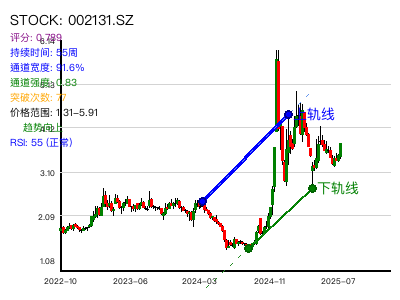 STOCK: 002131.SZ
评分: 0.799
持续时间: 55周
通道宽度: 91.6%
通道强度: 0.83
突破次数: 77
价格范围: 1.31–5.91
趋势向上
RSI: 55 (正常)
轨线
下轨线
3.10
2.09
1.08
2022–10
2023–06
2024–03
2024–11
2025–07